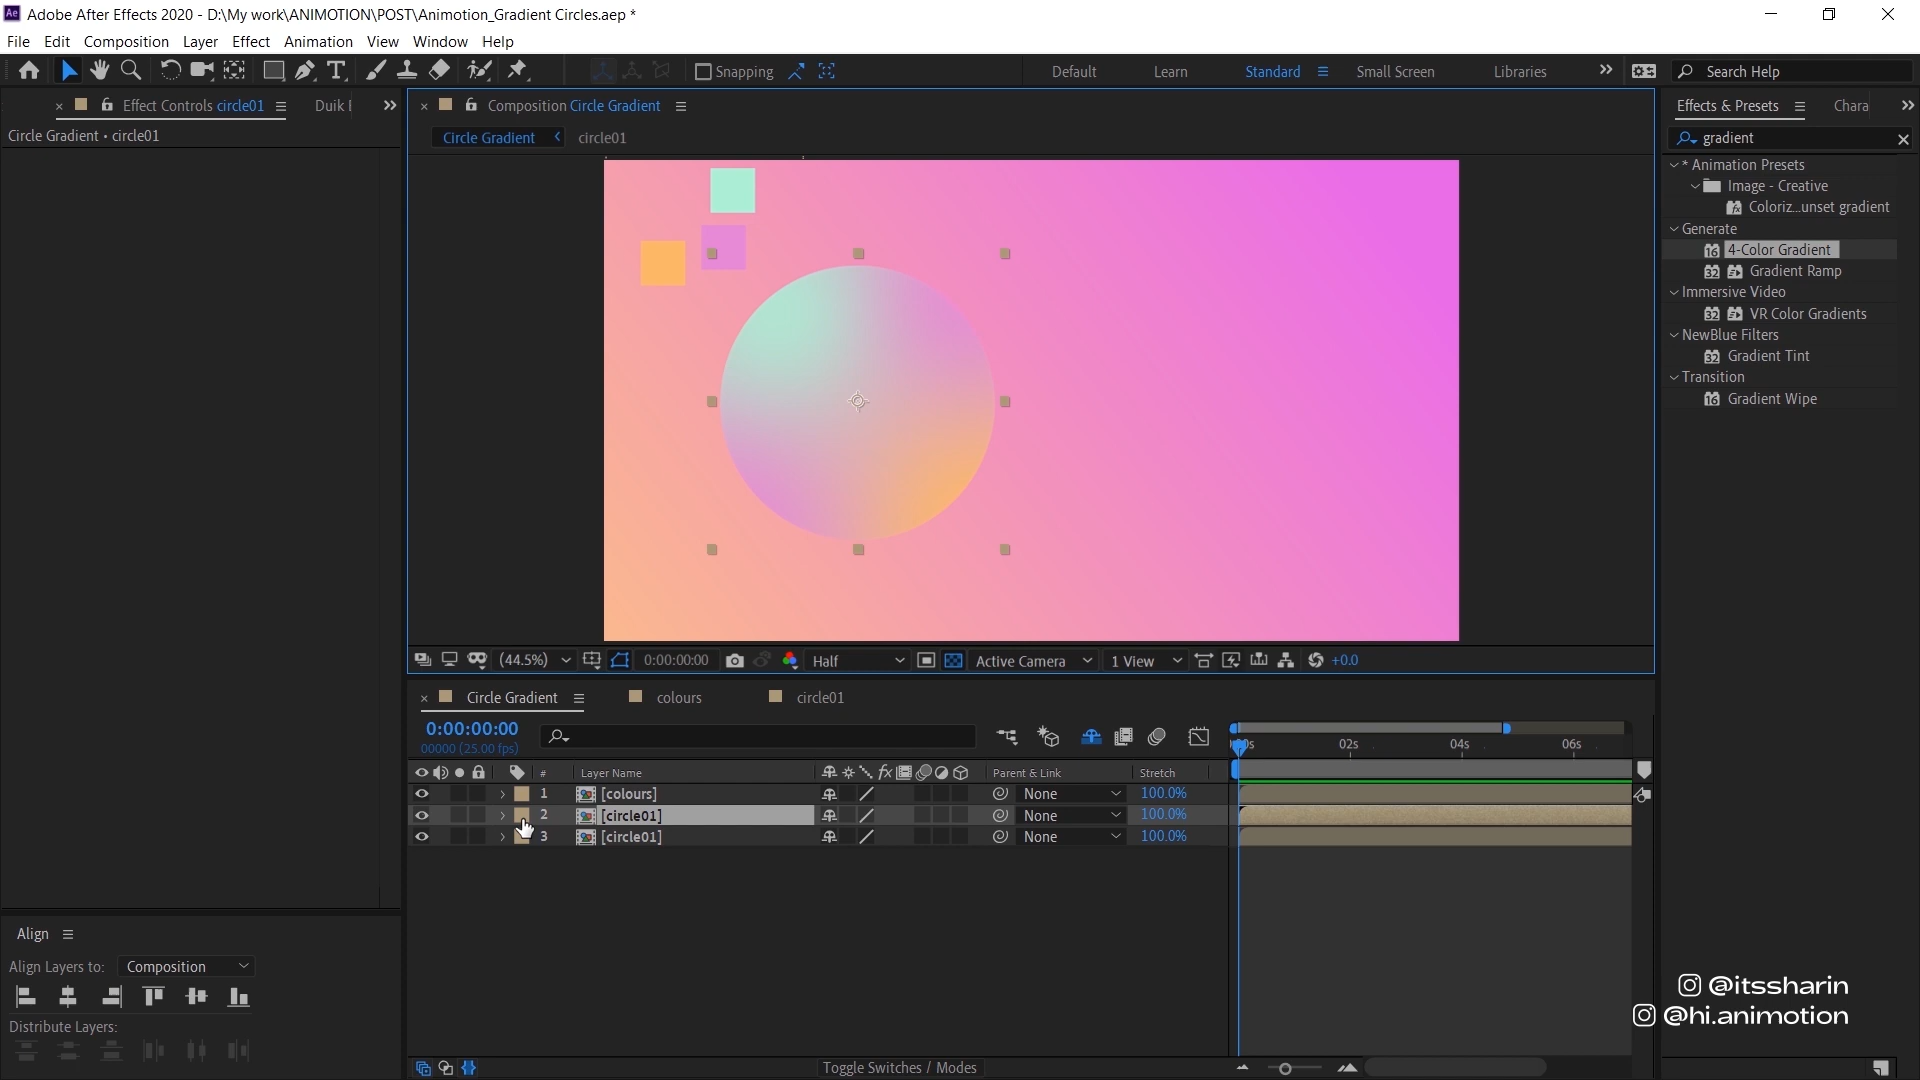 Adobe After Effects 2020 - D:\My work\ANIMOTION\POST\Animotion_Gradient Circles.aep *
File Edit Composition Layer Effect Animation View Window Help
Snapping
Default Learn Standard Small Screen Libraries
Search Help
Effect Controls circle01
Duik
Composition Circle Gradient
Effects & Presets
Chara
Circle Gradient • circle01
Circle Gradient
circle01
gradient
* Animation Presets
Image - Creative
Coloriz...unset gradient
Generate
4-Color Gradient
Gradient Ramp
Immersive Video
VR Color Gradients
NewBlue Filters
Gradient Tint
Transition
Gradient Wipe
(44.5%)
0:00:00:00
Half
Active Camera
1 View
+0.0
Circle Gradient
colours
circle01
0:00:00:00
00000 (25.00 fps)
02s
04s
06s
# Layer Name
Parent & Link
Stretch
1 [colours] None 100.0%
2 [circle01] None 100.0%
3 [circle01] None 100.0%
Align
Align Layers to: Composition
Distribute Layers:
@itssharin
@hi.animotion
Toggle Switches / Modes